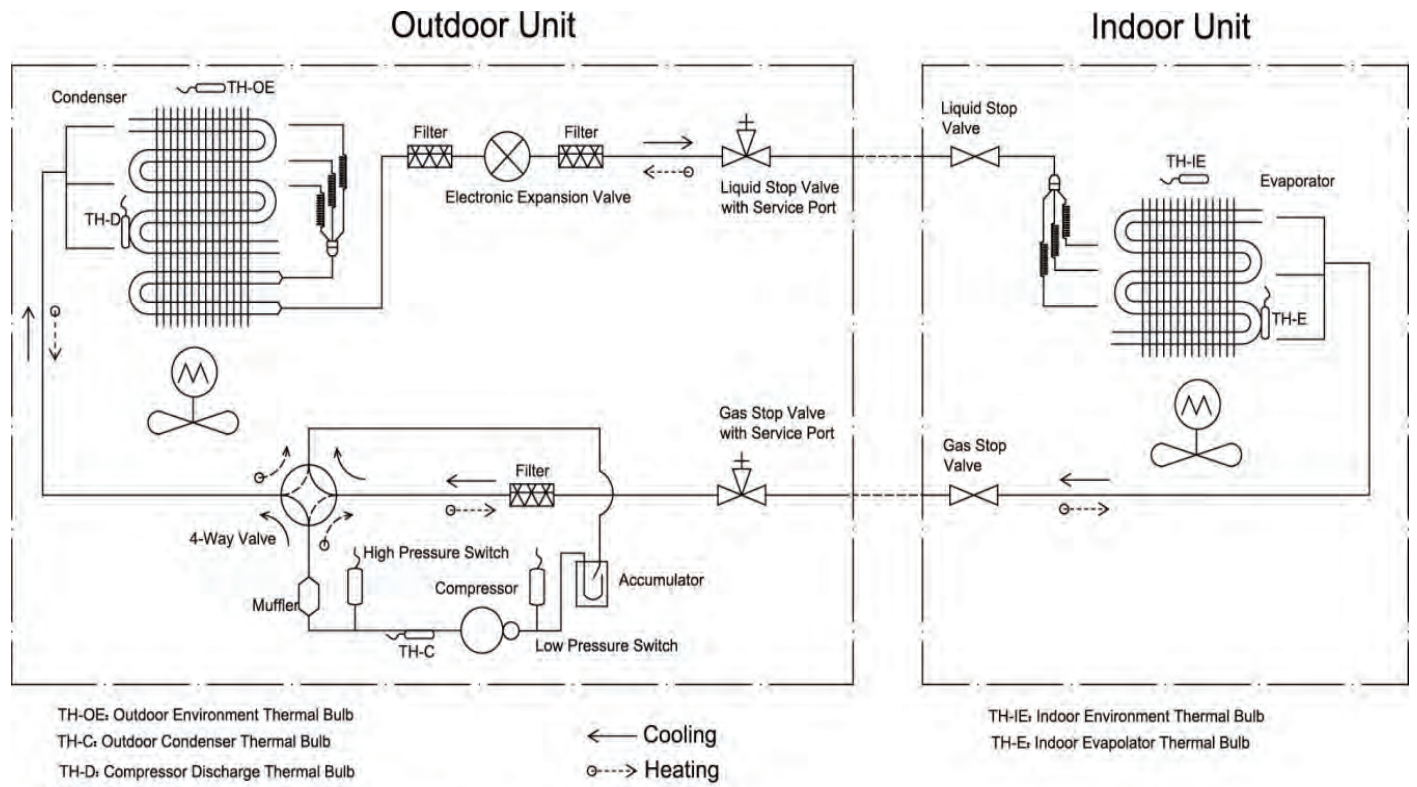 Outdoor Unit
Indoor Unit
Condenser
TH-OE
Filter
Filter
Electronic Expansion Valve
Liquid Stop Valve
with Service Port
TH-D
Liquid Stop
Valve
TH-IE
Evaporator
TH-E
Gas Stop Valve
with Service Port
Gas Stop
Valve
Filter
4-Way Valve
High Pressure Switch
Compressor
Accumulator
Muffler
TH-C
Low Pressure Switch
TH-OE: Outdoor Environment Thermal Bulb
TH-C: Outdoor Condenser Thermal Bulb
TH-D: Compressor Discharge Thermal Bulb
Cooling
Heating
TH-IE: Indoor Environment Thermal Bulb
TH-E: Indoor Evapolator Thermal Bulb